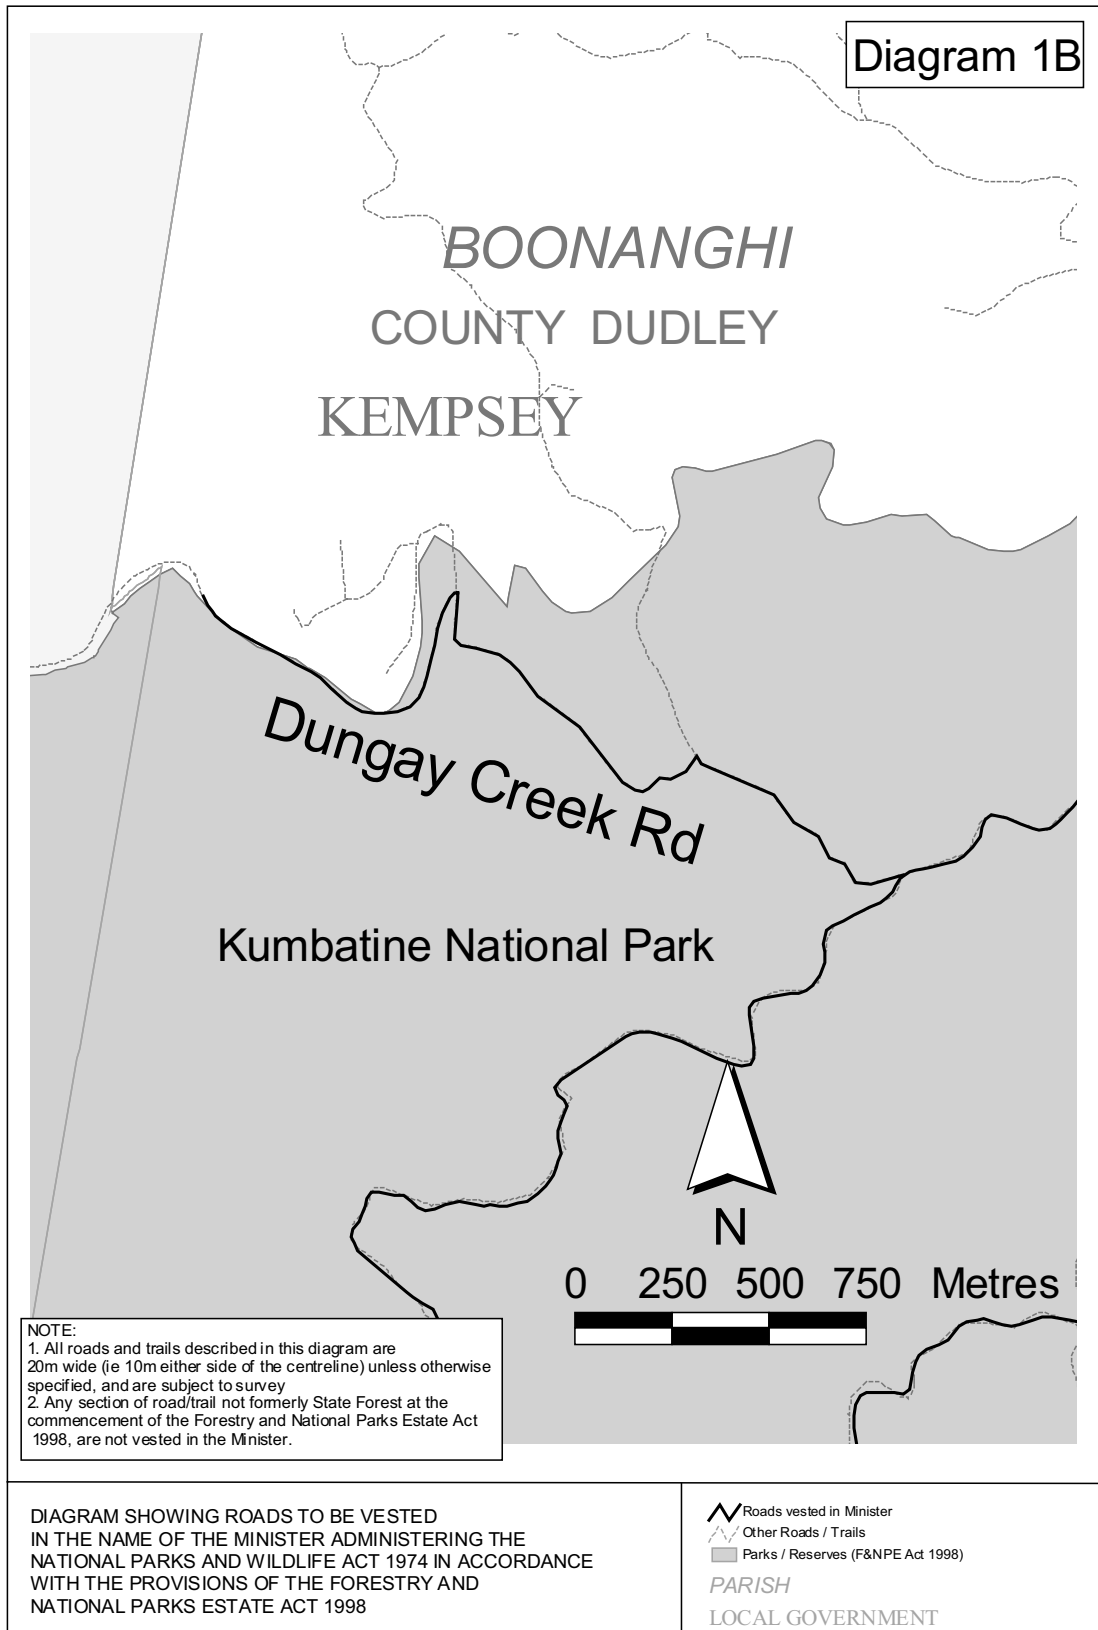 Diagram 1B
BOONANGHI
COUNTY DUDLEY
KEMPSEY
Dungay Creek Rd
Kumbatine National Park
N
0 250 500 750 Metres
NOTE:
1. All roads and trails described in this diagram are
20m wide (ie 10m either side of the centreline) unless otherwise
specified, and are subject to survey
2. Any section of road/trail not formerly State Forest at the
commencement of the Forestry and National Parks Estate Act
1998, are not vested in the Minister.
DIAGRAM SHOWING ROADS TO BE VESTED
IN THE NAME OF THE MINISTER ADMINISTERING THE
NATIONAL PARKS AND WILDLIFE ACT 1974 IN ACCORDANCE
WITH THE PROVISIONS OF THE FORESTRY AND
NATIONAL PARKS ESTATE ACT 1998
Roads vested in Minister
Other Roads / Trails
Parks / Reserves (F&NPE Act 1998)
PARISH
LOCAL GOVERNMENT